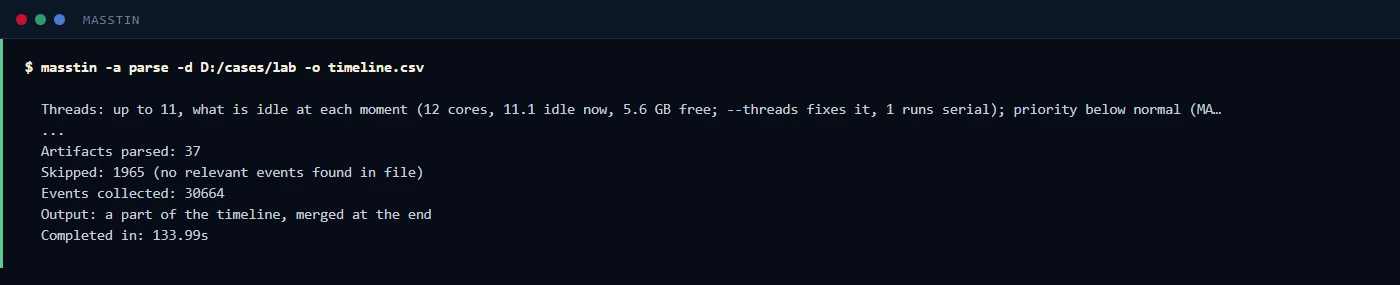 MASSTIN
$ masstin -a parse -d D:/cases/lab -o timeline.csv
Threads: up to 11, what is idle at each moment (12 cores, 11.1 idle now, 5.6 GB free; --threads fixes it, 1 runs serial); priority below normal (MA…
...
Artifacts parsed: 37
Skipped: 1965 (no relevant events found in file)
Events collected: 30664
Output: a part of the timeline, merged at the end
Completed in: 133.99s